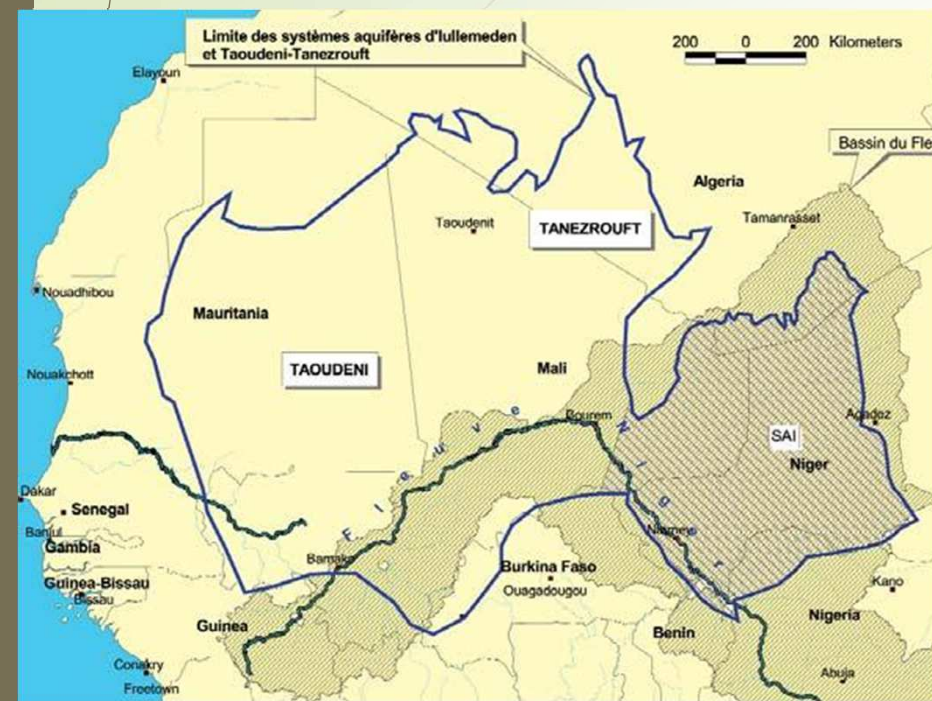 Limite des systèmes aquifères d'Iullemeden
et Taoudeni-Tanezrouft
200 0 200 Kilometers
Elayoun
Bassin du Fle
Algeria
Taoudenit
TANEZROUFT
Tamanrasset
Nouadhibou
Mauritania
TAOUDENI
Mali
Nouakchott
Bourem
Agadez
SAI
Niger
Fleuve Niger
Dakar
Senegal
Banjul
Gambia
Niamey
Bamako
Burkina Faso
Ouagadougou
Kano
Guinea-Bissau
Bissau
Guinea
Benin
Nigeria
Conakry
Freetown
Abuja